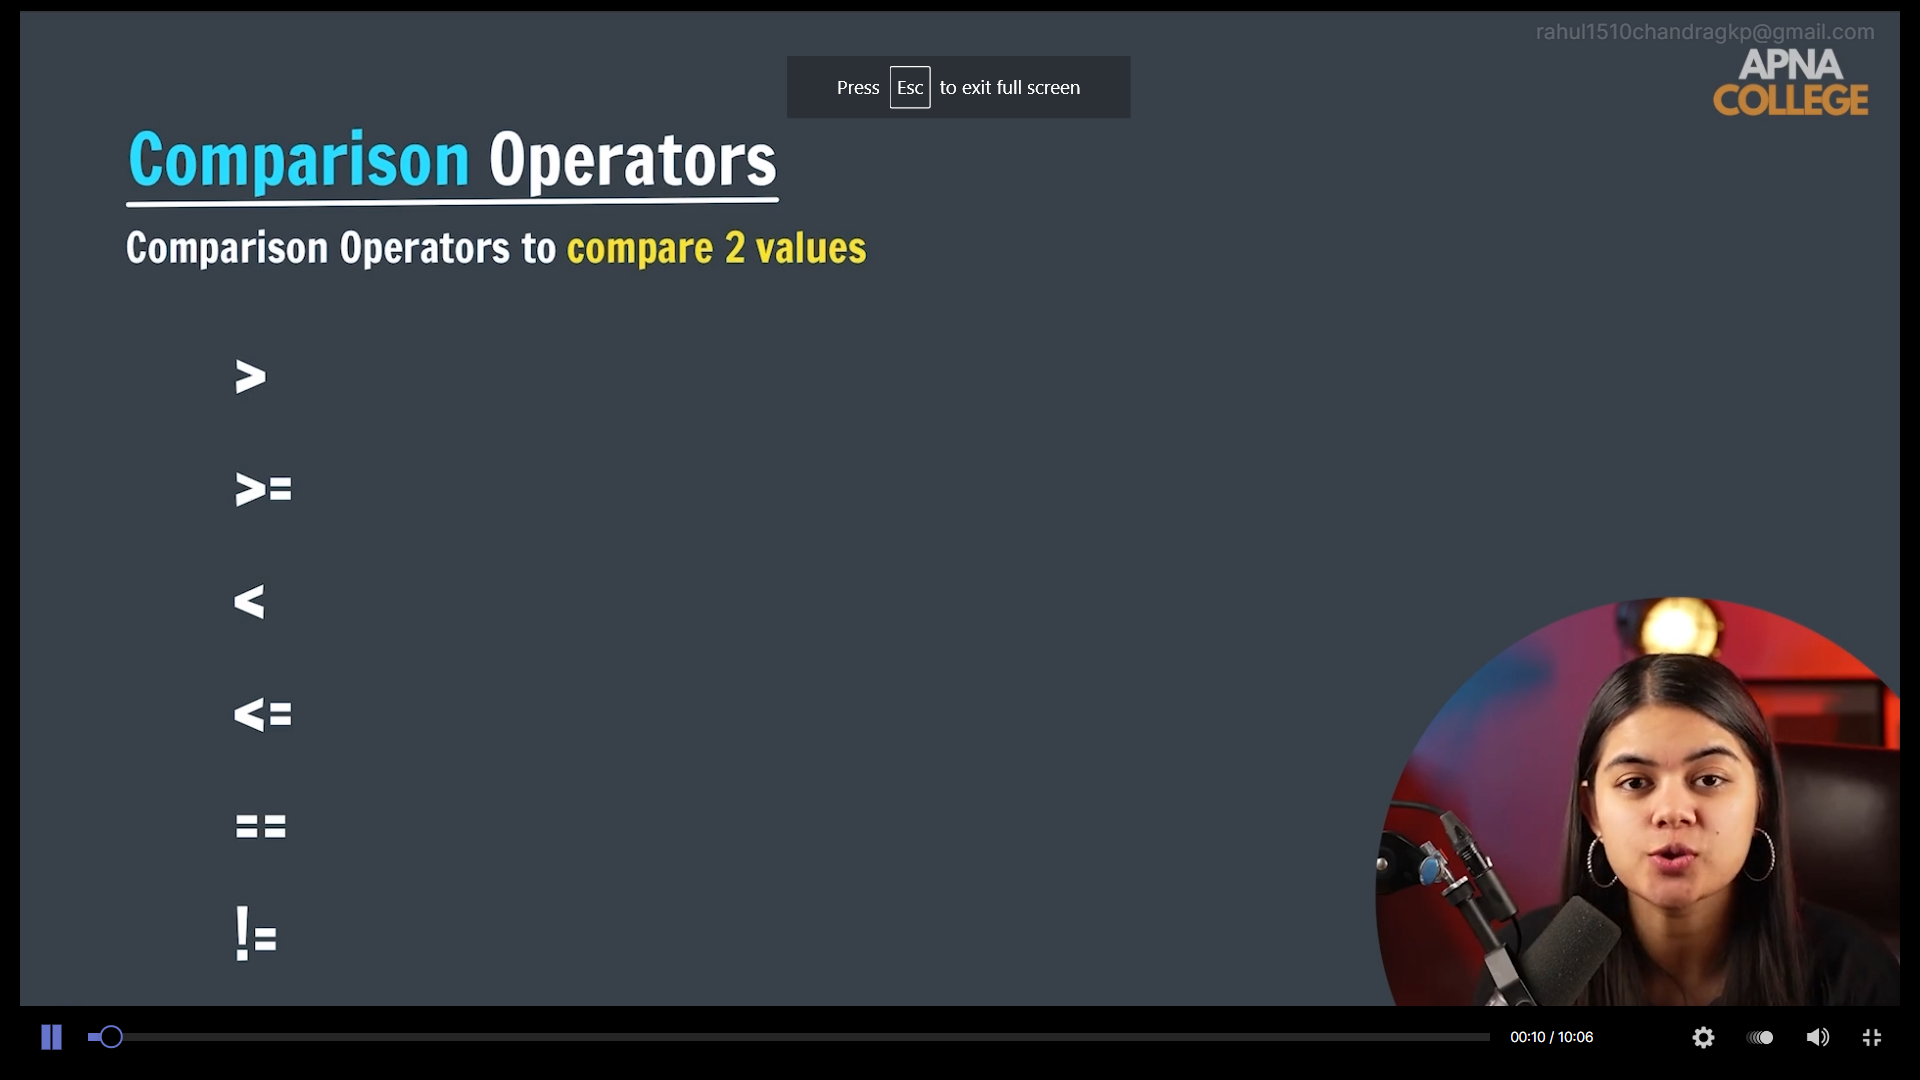 rahul1510chandragkp@gmail.com
APNA
COLLEGE
Press Esc to exit full screen
Comparison Operators
Comparison Operators to compare 2 values
>
>=
<
<=
==
!=
00:10 / 10:06